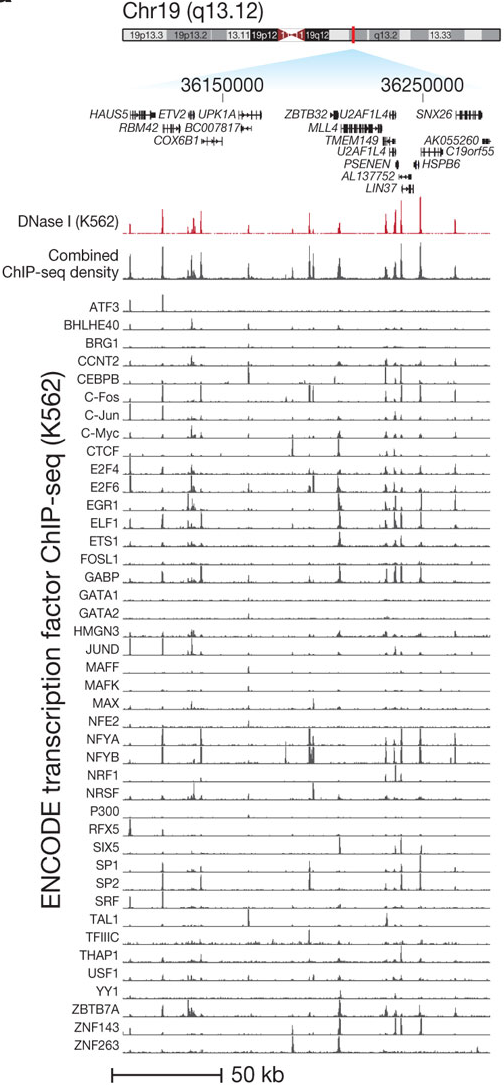 Chr19 (q13.12)
19p13.3 19p13.2 13.11 19p12 19q12 q13.2 13.33
36150000 36250000
HAUS5 ETV2 UPK1A ZBTB32 U2AF1L4 SNX26
RBM42 BC007817 MLL4 AK055260
COX6B1 TMEM149 C19orf55
U2AF1L4
PSENEN HSPB6
AL137752
LIN37
DNase I (K562)
Combined
ChIP-seq density
ENCODE transcription factor ChIP-seq (K562)
ATF3
BHLHE40
BRG1
CCNT2
CEBPB
C-Fos
C-Jun
C-Myc
CTCF
E2F4
E2F6
EGR1
ELF1
ETS1
FOSL1
GABP
GATA1
GATA2
HMGN3
JUND
MAFF
MAFK
MAX
NFE2
NFYA
NFYB
NRF1
NRSF
P300
RFX5
SIX5
SP1
SP2
SRF
TAL1
TFIIIC
THAP1
USF1
YY1
ZBTB7A
ZNF143
ZNF263
50 kb